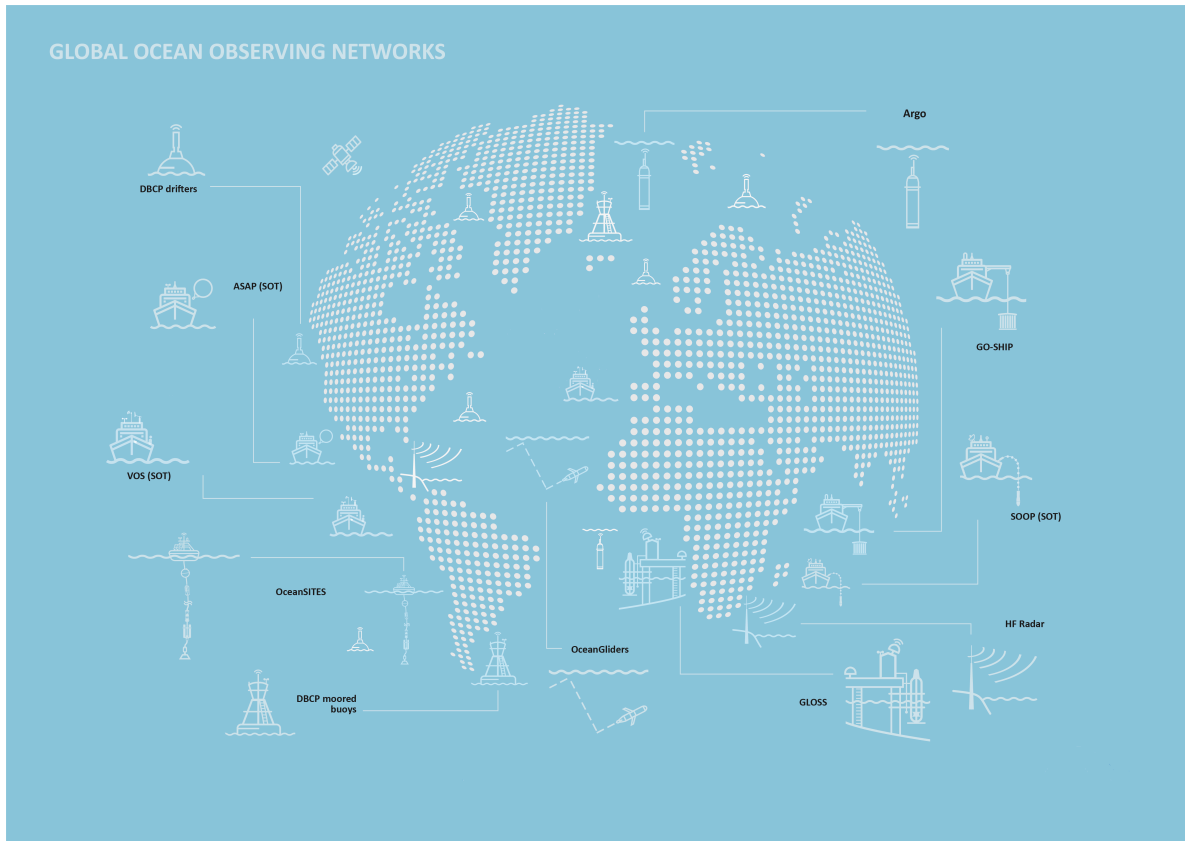 GLOBAL OCEAN OBSERVING NETWORKS
Argo
DBCP drifters
ASAP (SOT)
GO-SHIP
VOS (SOT)
SOOP (SOT)
OceanSITES
HF Radar
OceanGliders
DBCP moored
buoys
GLOSS